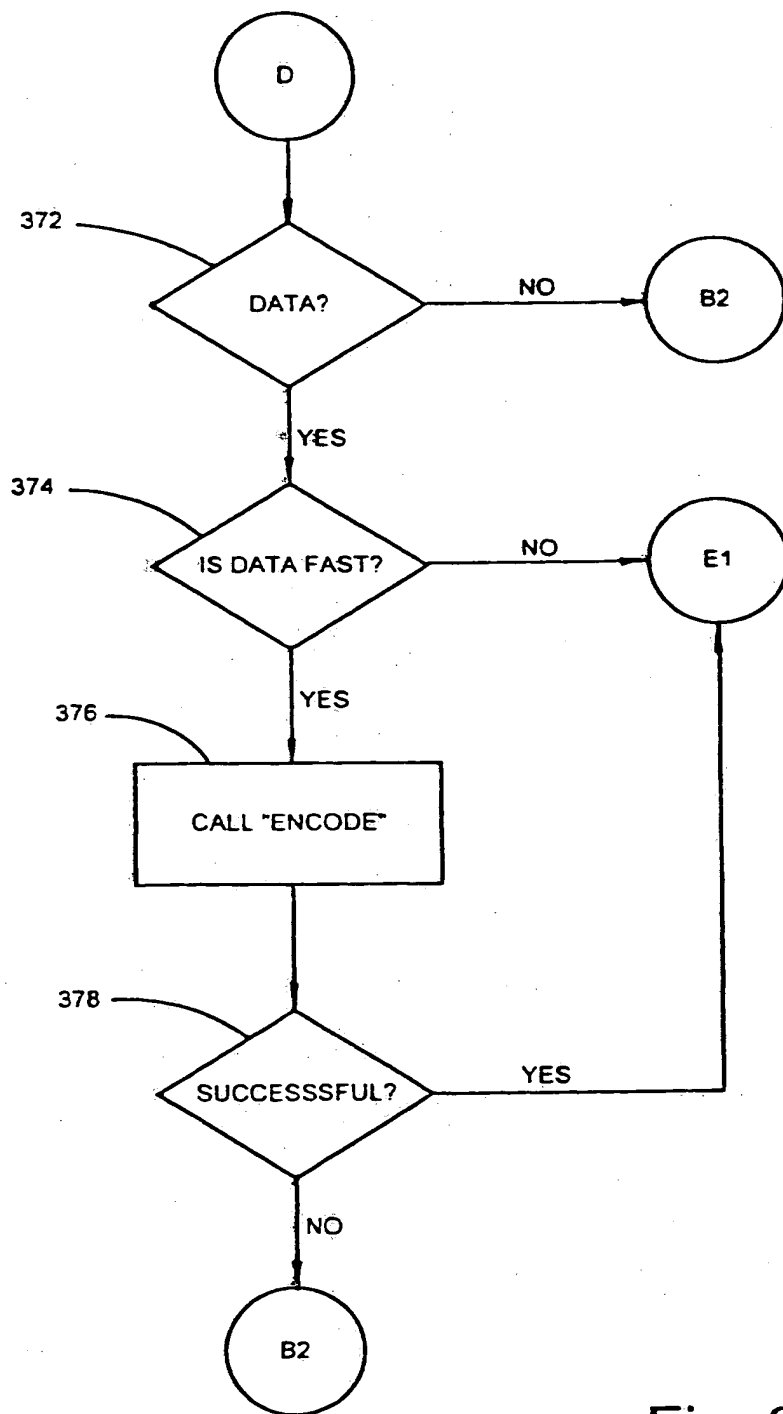 D
372
DATA?
NO
B2
YES
374
IS DATA FAST?
NO
E1
YES
376
CALL "ENCODE"
378
SUCCESSSFUL?
YES
NO
B2